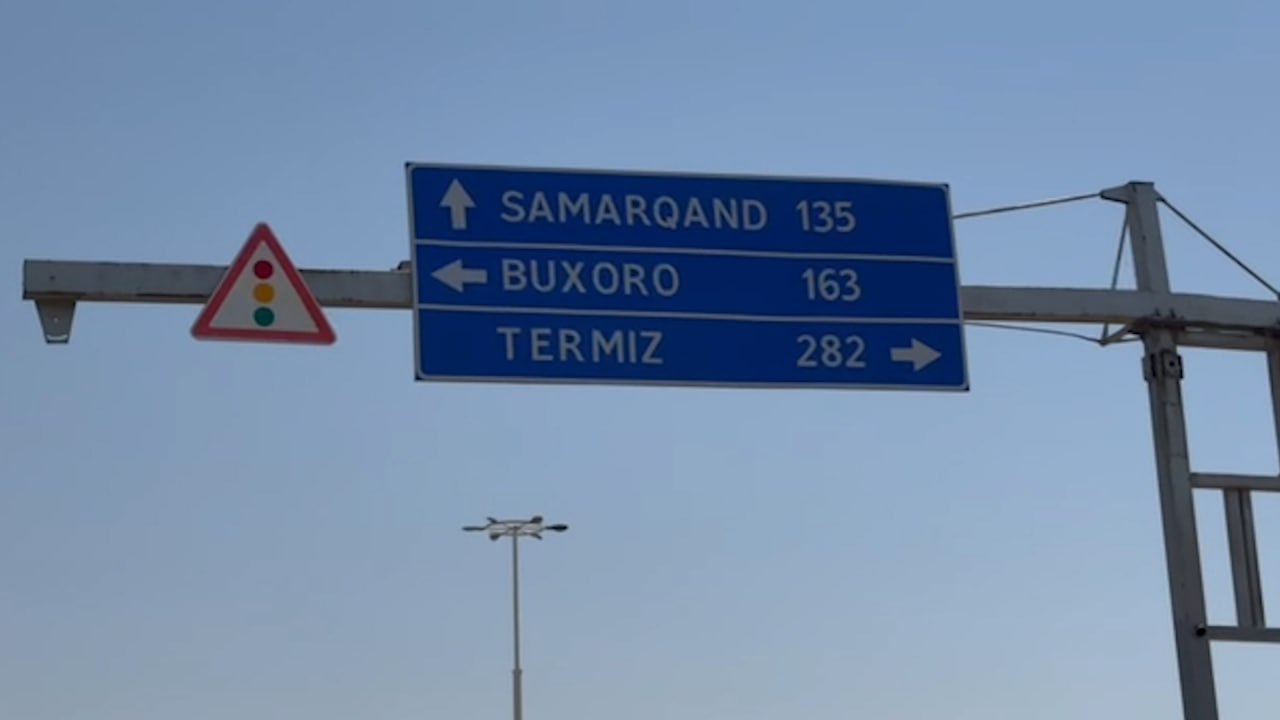 SAMARQAND 135
BUXORO 163
TERMIZ 282